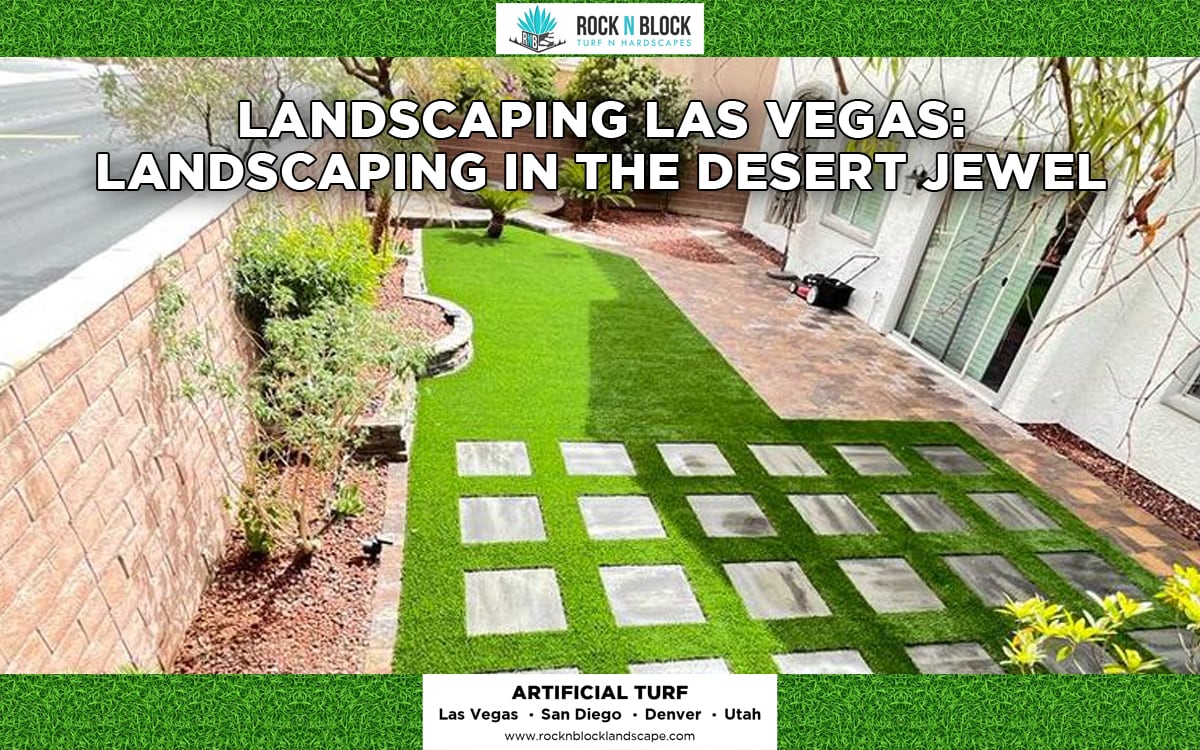 RNB
ROCK N BLOCK
TURF N HARDSCAPES
LANDSCAPING LAS VEGAS:
LANDSCAPING IN THE DESERT JEWEL
ARTIFICIAL TURF
Las Vegas • San Diego • Denver • Utah
www.rocknblocklandscape.com